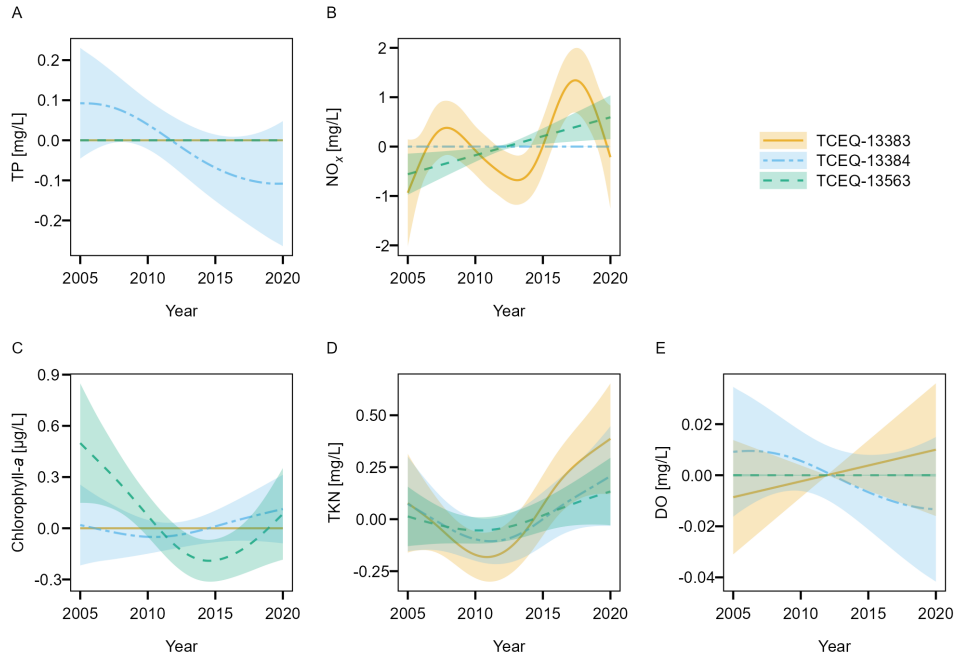 A
TP [mg/L]
0.2
0.1
0.0
-0.1
-0.2
2005 2010 2015 2020
Year
B
NOx [mg/L]
2
1
0
-1
-2
2005 2010 2015 2020
Year
TCEQ-13383
TCEQ-13384
TCEQ-13563
C
Chlorophyll-a [µg/L]
0.9
0.6
0.3
0.0
-0.3
2005 2010 2015 2020
Year
D
TKN [mg/L]
0.50
0.25
0.00
-0.25
2005 2010 2015 2020
Year
E
DO [mg/L]
0.02
0.00
-0.02
-0.04
2005 2010 2015 2020
Year